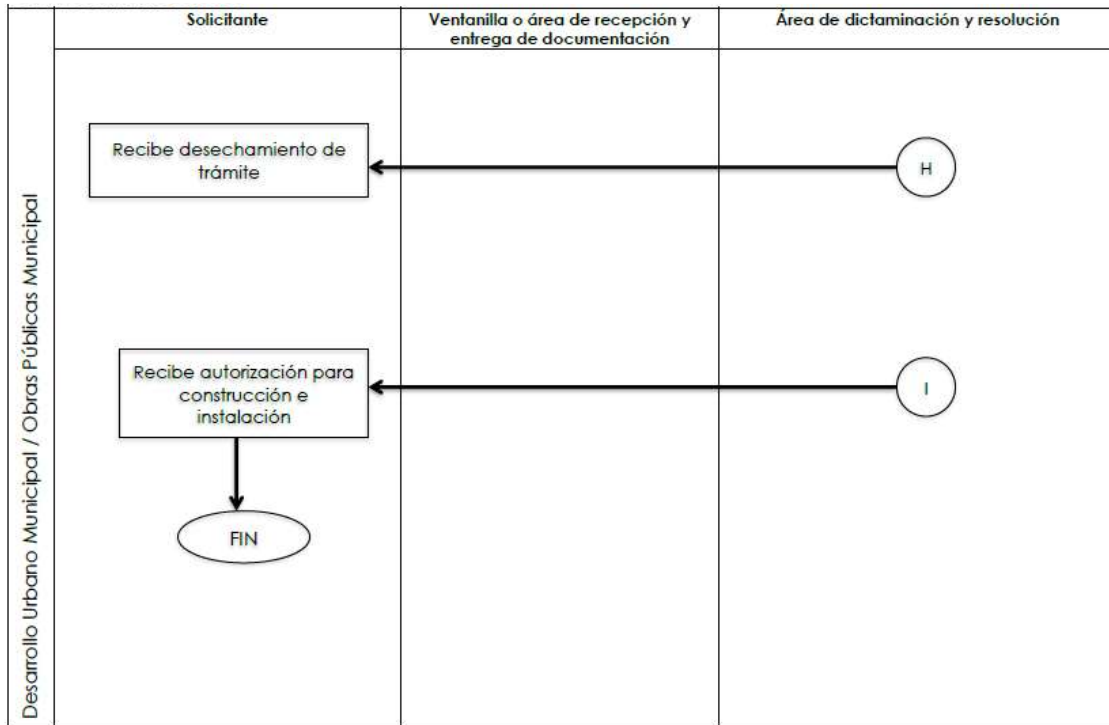 Solicitante
Ventanilla o área de recepción y
entrega de documentación
Área de dictaminación y resolución
Desarrollo Urbano Municipal / Obras Públicas Municipal
Recibe desechamiento de
trámite
H
Recibe autorización para
construcción e
instalación
I
FIN